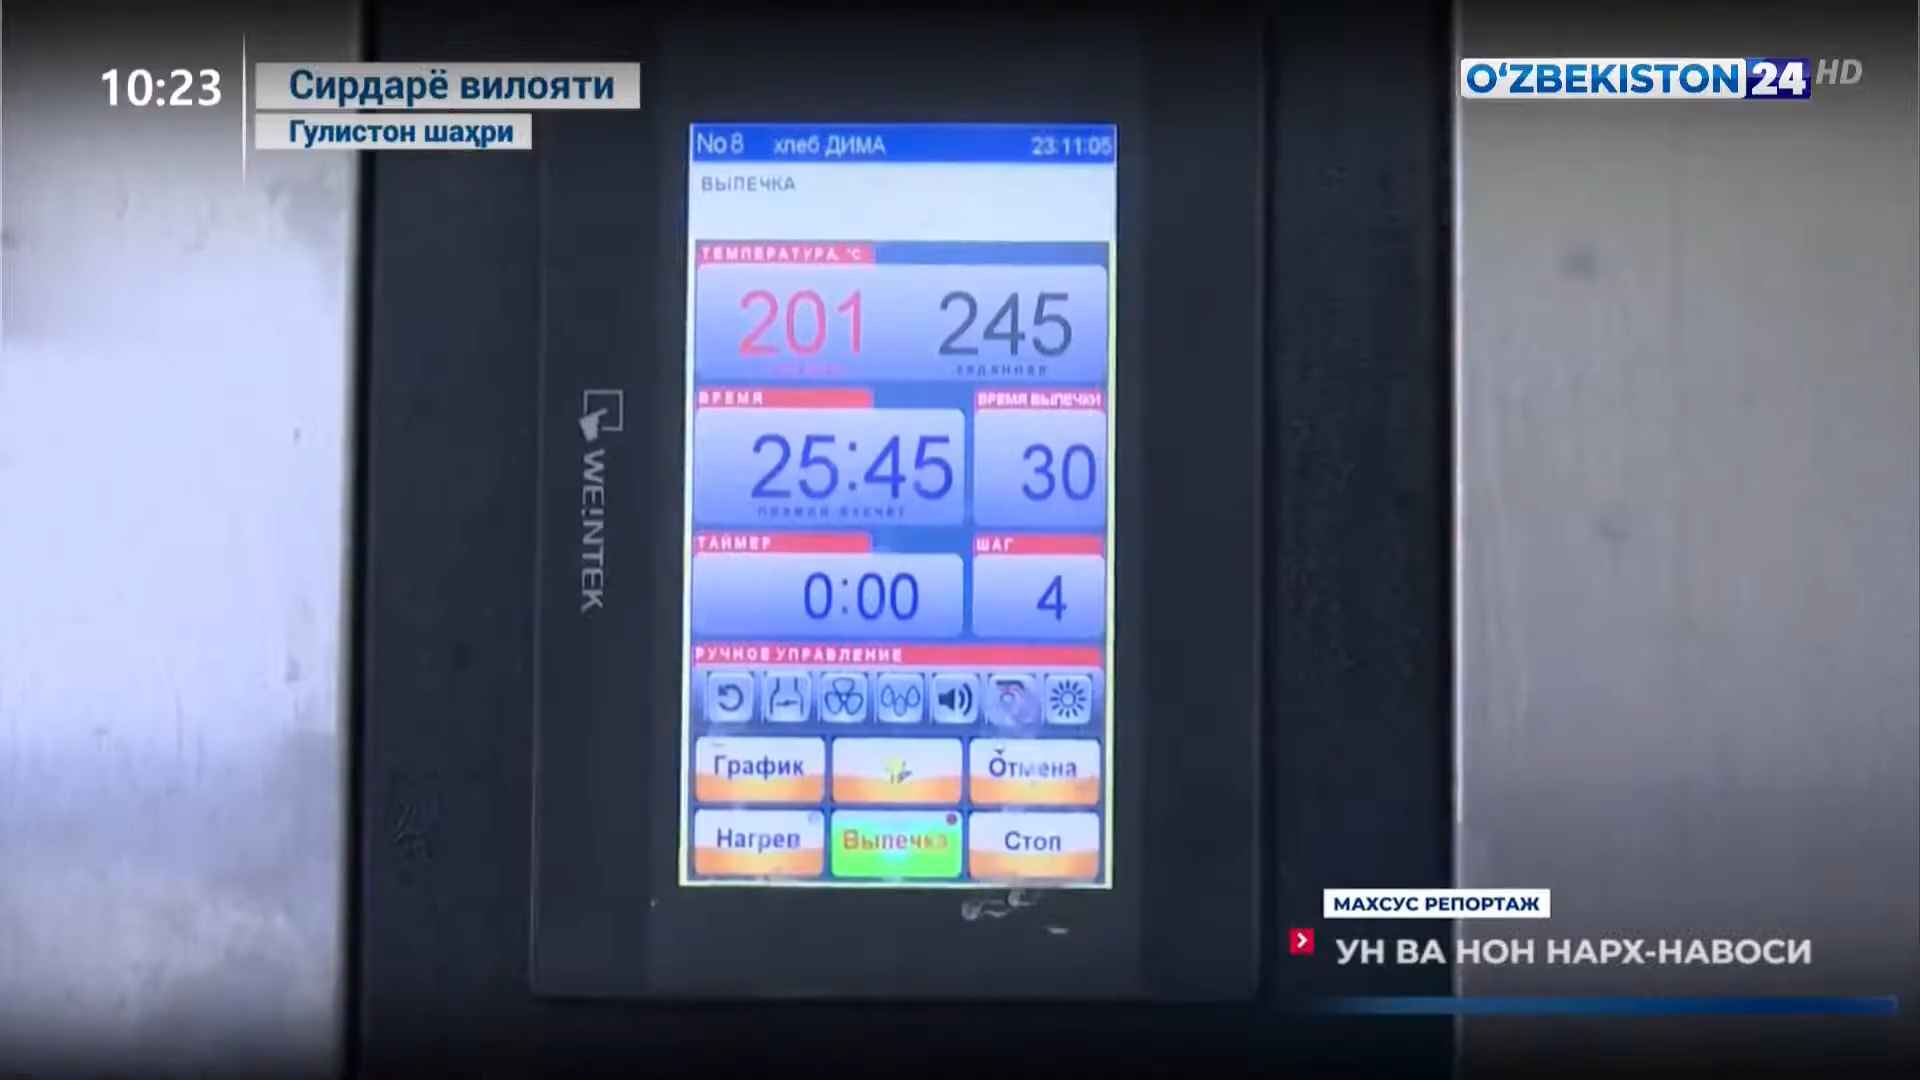 10:23
Сирдарё вилояти
Гулистон шаҳри
O‘ZBEKISTON 24 HD
No 8 хлеб ДИМА 23:11:05
ВЫПЕЧКА
ТЕМПЕРАТУРА, °C
201 245
заданная
ВРЕМЯ ВРЕМЯ ВЫПЕЧКИ
25:45 30
ТАЙМЕР ШАГ
0:00 4
РУЧНОЕ УПРАВЛЕНИЕ
График Отмена
Нагрев Выпечка Стоп
WEINTEK
МАХСУС РЕПОРТАЖ
УН ВА НОН НАРХ-НАВОСИ